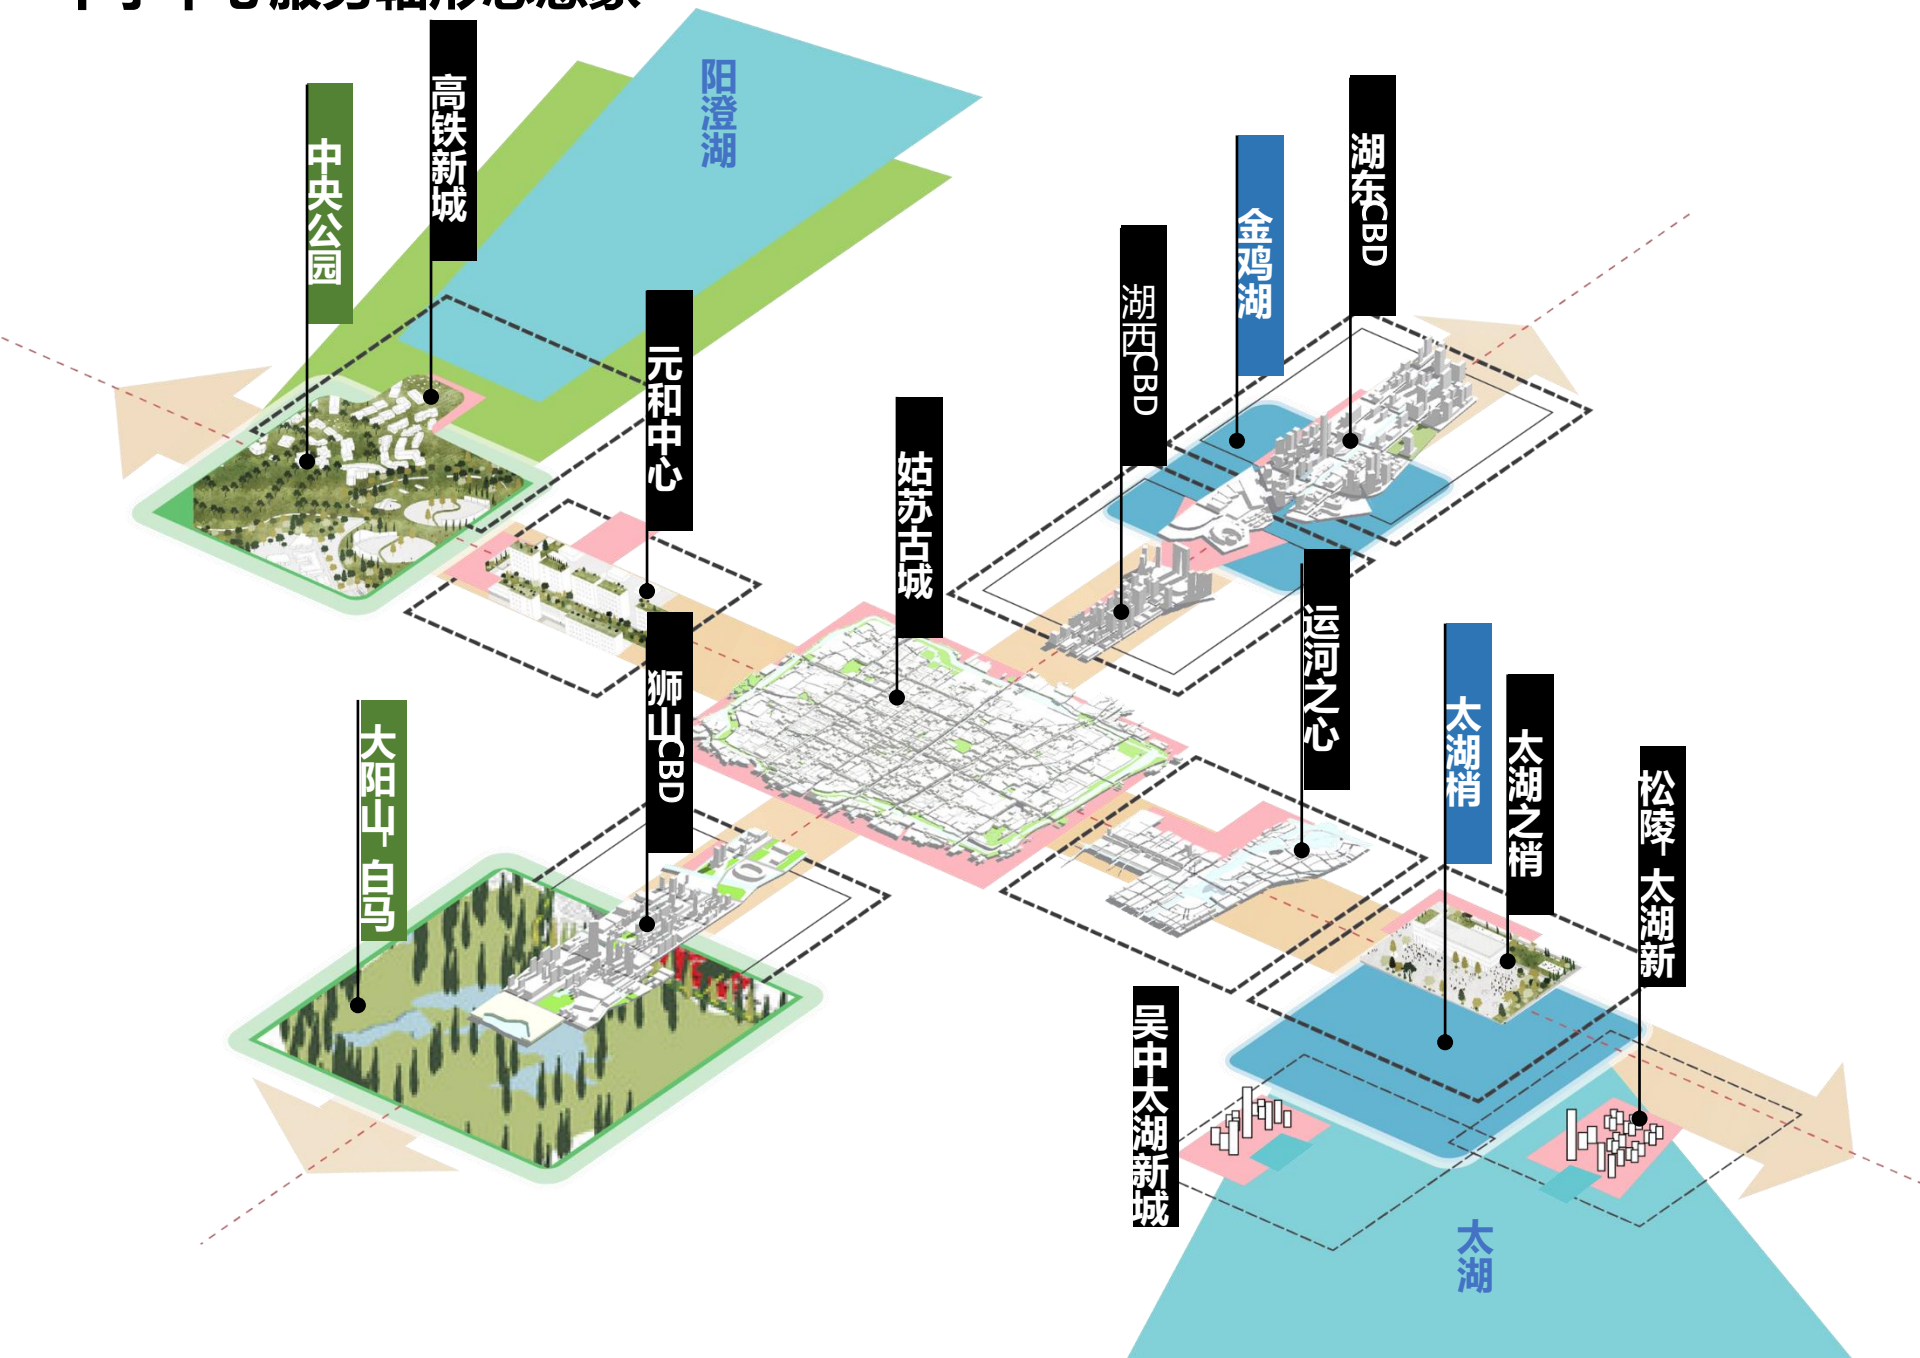 高铁新城
中央公园
阳澄湖
湖东CBD
金鸡湖
湖西CBD
元和中心
姑苏古城
运河之心
狮山CBD
太湖梢
太湖之梢
大阳山-白马
松陵-太湖新
吴中太湖新城
太湖